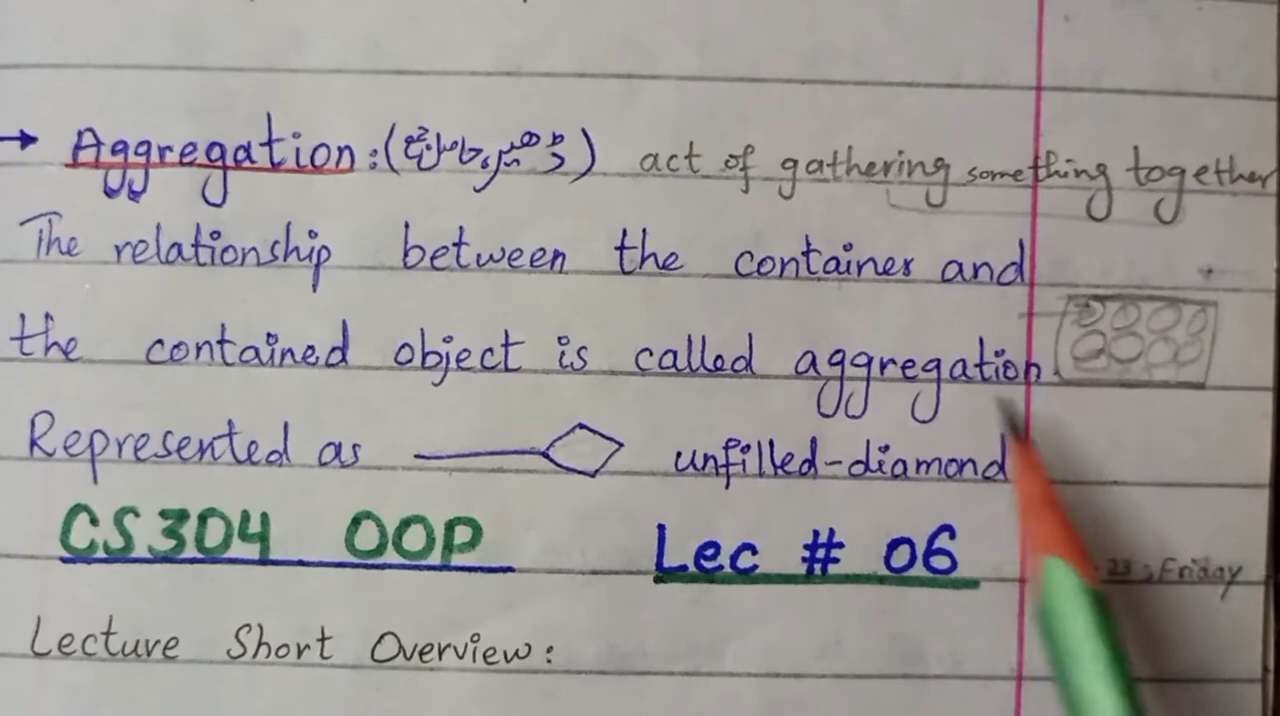 → Aggregation: ( ) act of gathering something together
The relationship between the container and
the contained object is called aggregation.
Represented as unfilled-diamond
CS304 OOP Lec # 06
23, Friday
Lecture Short Overview: